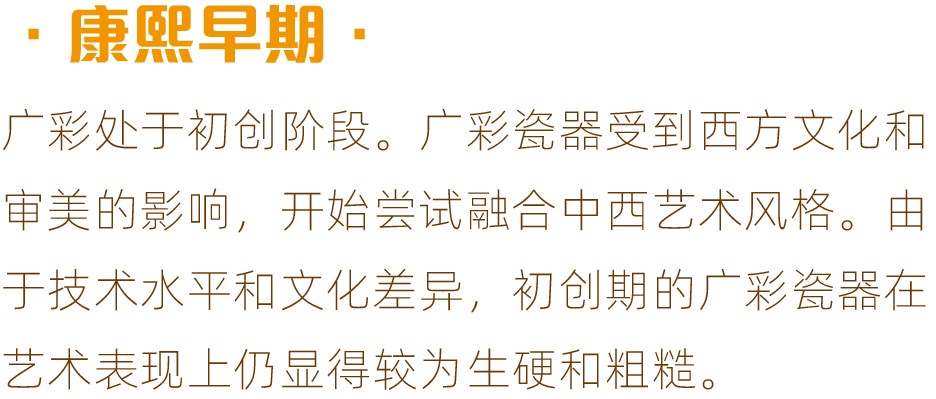 ·康熙早期·
广彩处于初创阶段。广彩瓷器受到西方文化和
审美的影响，开始尝试融合中西艺术风格。由
于技术水平和文化差异，初创期的广彩瓷器在
艺术表现上仍显得较为生硬和粗糙。